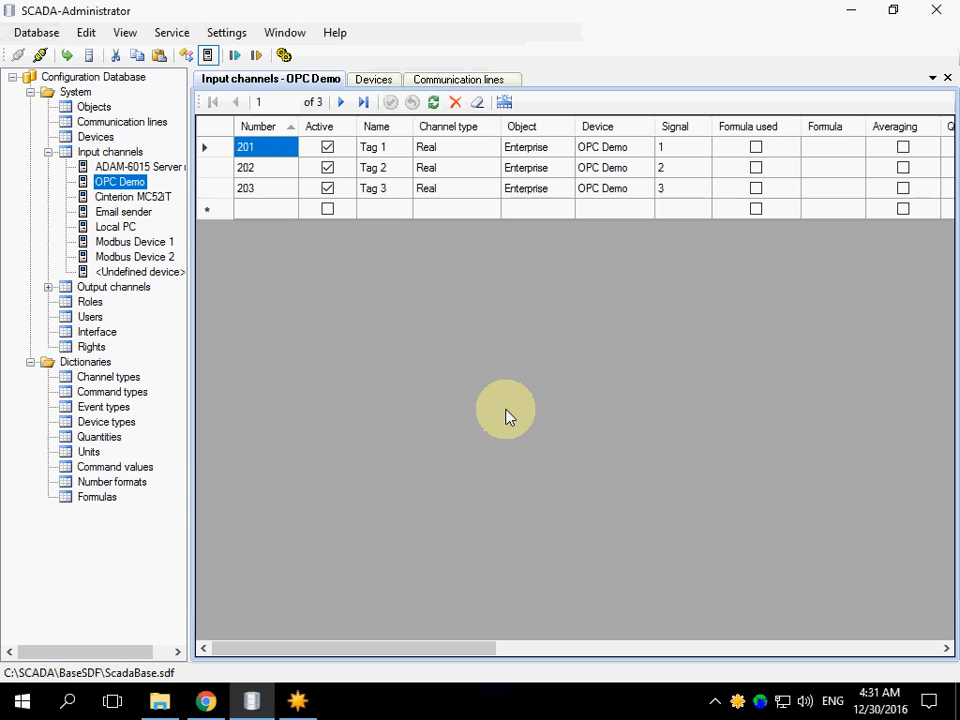 SCADA-Administrator
Database Edit View Service Settings Window Help
Configuration Database
System
Objects
Communication lines
Devices
Input channels
ADAM-6015 Server r
OPC Demo
Cinterion MC52iT
Email sender
Local PC
Modbus Device 1
Modbus Device 2
<Undefined device>
Output channels
Roles
Users
Interface
Rights
Dictionaries
Channel types
Command types
Event types
Device types
Quantities
Units
Command values
Number formats
Formulas
Input channels - OPC Demo Devices Communication lines
1 of 3
Number Active Name Channel type Object Device Signal Formula used Formula Averaging Q
201 Tag 1 Real Enterprise OPC Demo 1
202 Tag 2 Real Enterprise OPC Demo 2
203 Tag 3 Real Enterprise OPC Demo 3
C:\SCADA\BaseSDF\ScadaBase.sdf
ENG
4:31 AM
12/30/2016